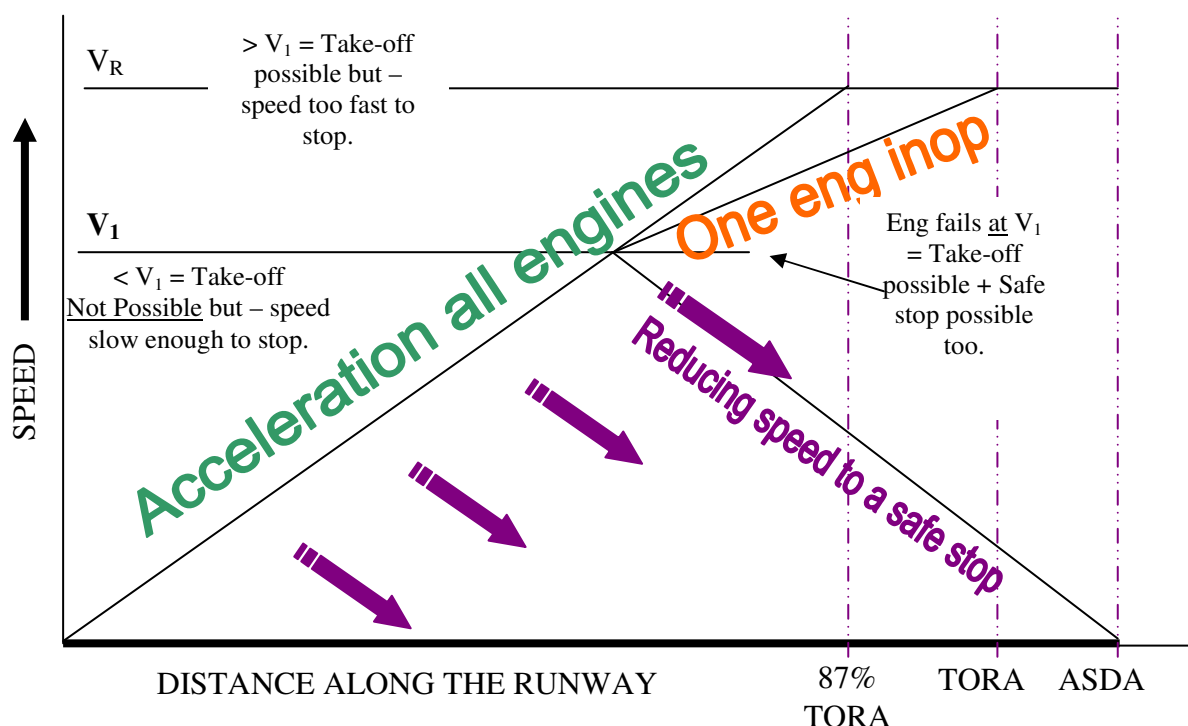 > V₁ = Take-off
possible but –
speed too fast to
stop.
V_R
V₁
< V₁ = Take-off
Not Possible but – speed
slow enough to stop.
Acceleration all engines
One eng inop
Eng fails at V₁
= Take-off
possible + Safe
stop possible
too.
Reducing speed to a safe stop
SPEED
DISTANCE ALONG THE RUNWAY
87%
TORA
TORA
ASDA